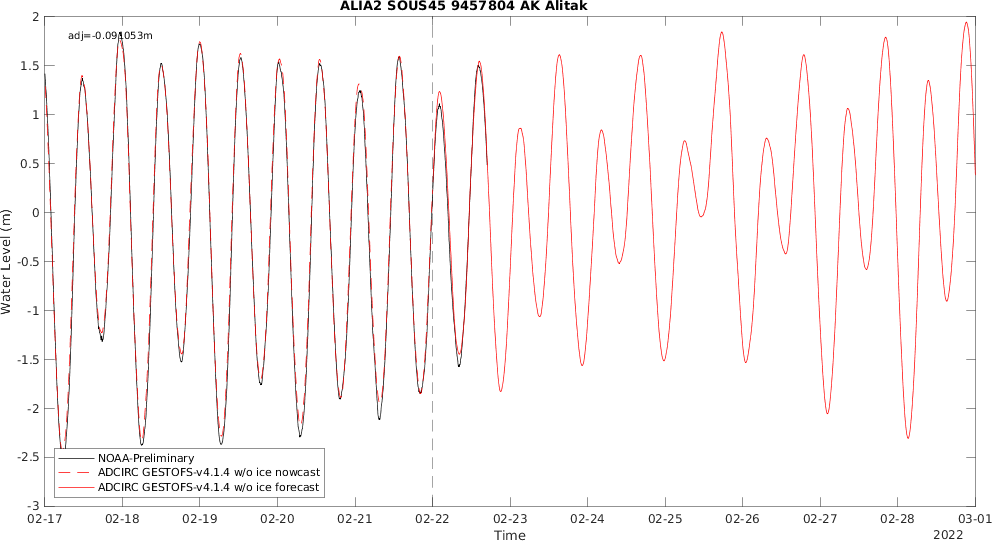 ALIA2 SOUS45 9457804 AK Alitak
adj=-0.091053m
2
1.5
1
0.5
0
-0.5
-1
-1.5
-2
-2.5
-3
Water Level (m)
NOAA-Preliminary
ADCIRC GESTOFS-v4.1.4 w/o ice nowcast
ADCIRC GESTOFS-v4.1.4 w/o ice forecast
02-17 02-18 02-19 02-20 02-21 02-22 02-23 02-24 02-25 02-26 02-27 02-28 03-01
Time
2022